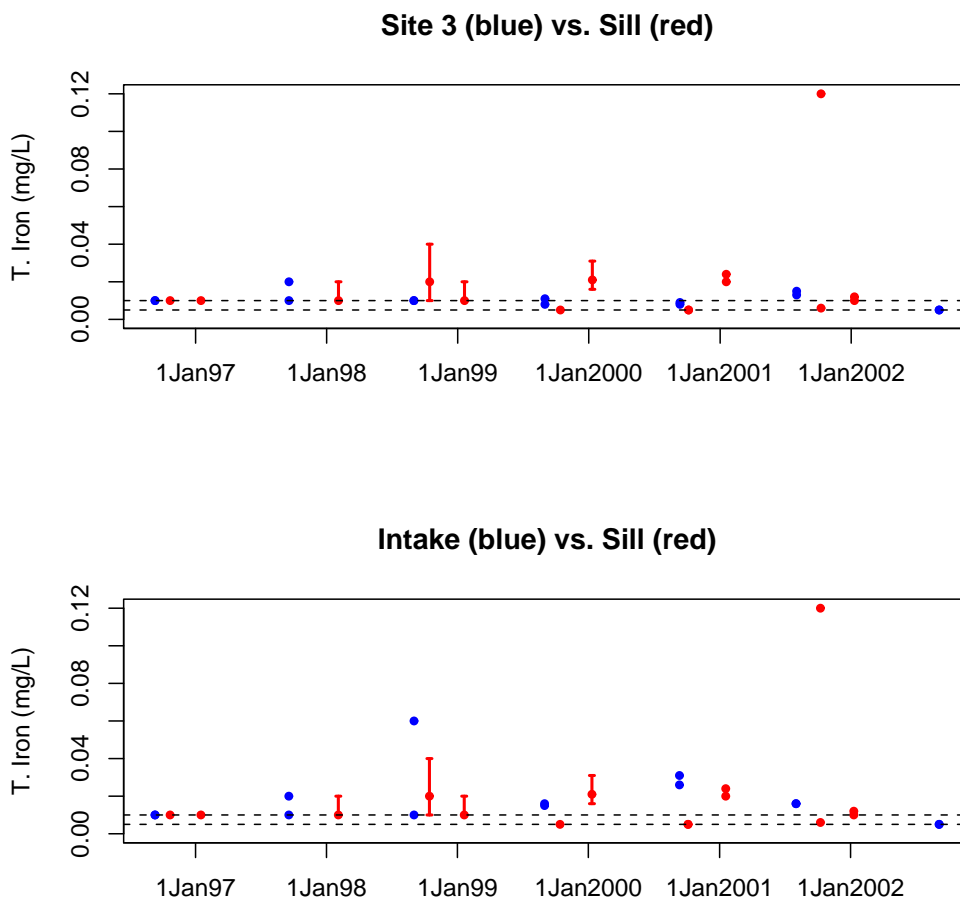 Site 3 (blue) vs. Sill (red)
T. Iron (mg/L)
0.12
0.08
0.04
0.00
1Jan97 1Jan98 1Jan99 1Jan2000 1Jan2001 1Jan2002
Intake (blue) vs. Sill (red)
T. Iron (mg/L)
0.12
0.08
0.04
0.00
1Jan97 1Jan98 1Jan99 1Jan2000 1Jan2001 1Jan2002